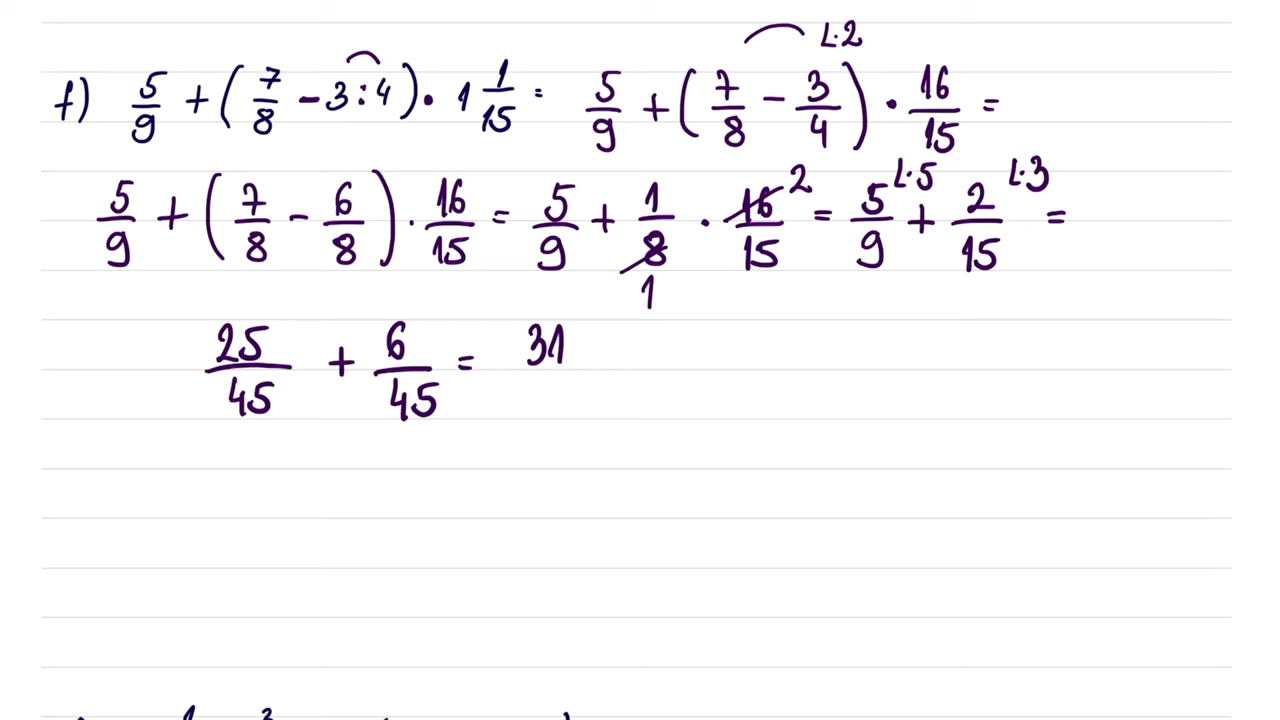 f) 5/9 + (7/8 - 3 : 4) · 1 1/15 = 5/9 + (7/8 - 3/4) · 16/15 = L·2
5/9 + (7/8 - 6/8) · 16/15 = 5/9 + 1/8 1 · 16/15 2 = 5/9 L·5 + 2/15 L·3 =
25/45 + 6/45 = 31